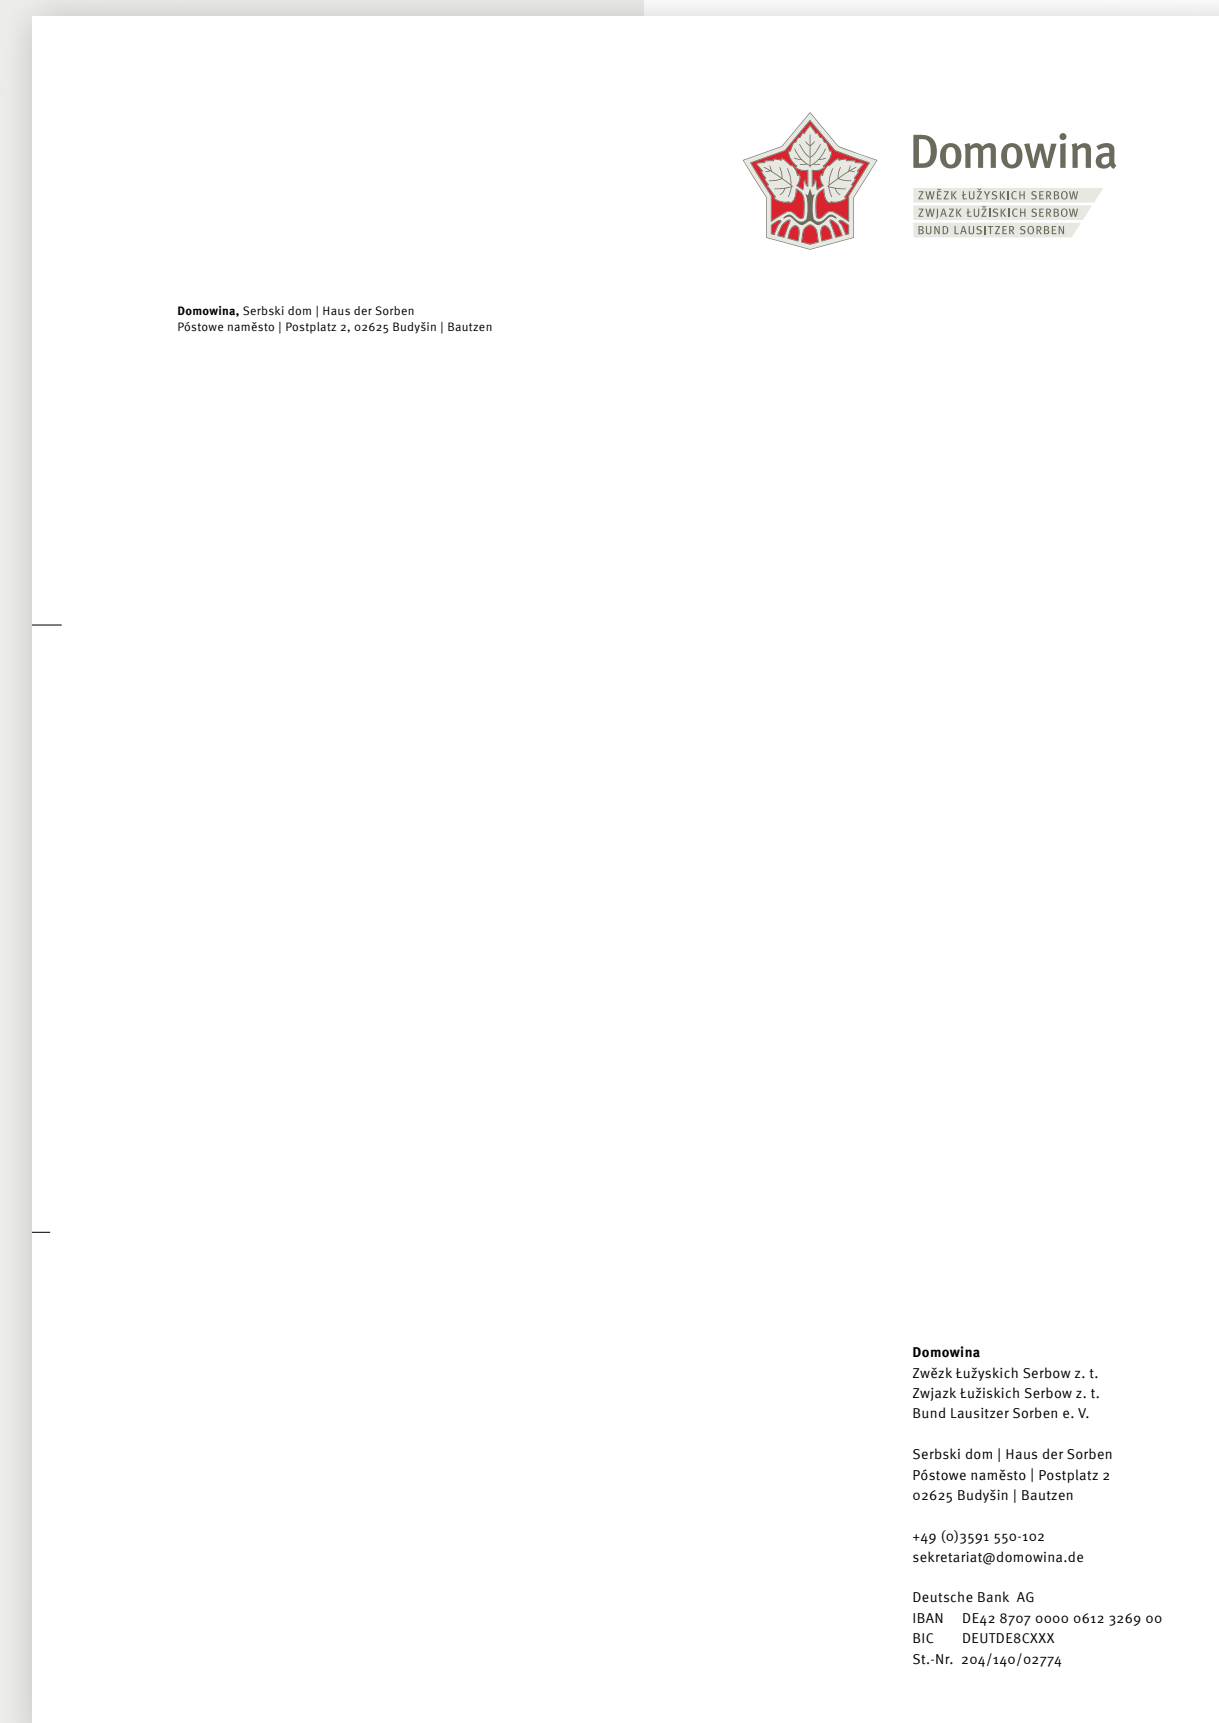 Domowina
ZWĚZK ŁUŽYSKICH SERBOW
ZWJAZK ŁUŽISKICH SERBOW
BUND LAUSITZER SORBEN
Domowina, Serbski dom | Haus der Sorben
Póstowe naměsto | Postplatz 2, 02625 Budyšin | Bautzen
Domowina
Zwězk Łužyskich Serbow z. t.
Zwjazk Łužiskich Serbow z. t.
Bund Lausitzer Sorben e. V.
Serbski dom | Haus der Sorben
Póstowe naměsto | Postplatz 2
02625 Budyšin | Bautzen
+49 (0)3591 550-102
sekretariat@domowina.de
Deutsche Bank AG
IBAN DE42 8707 0000 0612 3269 00
BIC DEUTDE8CXXX
St.-Nr. 204/140/02774